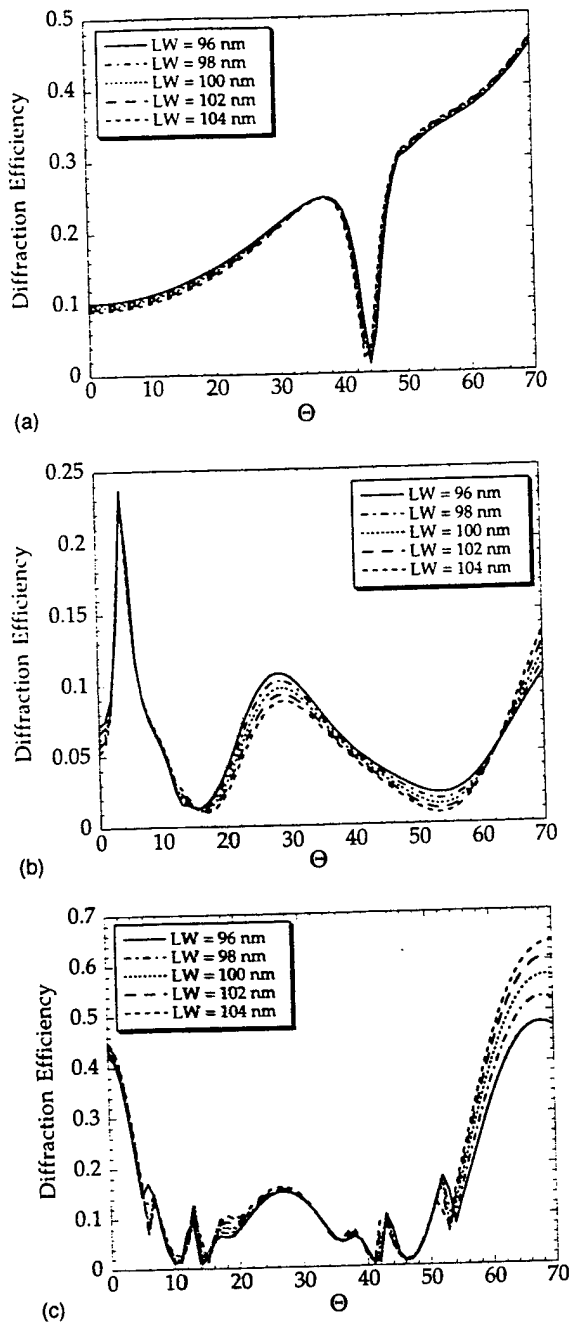 0.5
0.4
0.3
0.2
0.1
0
Diffraction Efficiency
LW = 96 nm
LW = 98 nm
LW = 100 nm
LW = 102 nm
LW = 104 nm
0 10 20 30 40 50 60 70
Θ
(a)
0.25
0.2
0.15
0.1
0.05
0
Diffraction Efficiency
LW = 96 nm
LW = 98 nm
LW = 100 nm
LW = 102 nm
LW = 104 nm
0 10 20 30 40 50 60 70
Θ
(b)
0.7
0.6
0.5
0.4
0.3
0.2
0.1
0
Diffraction Efficiency
LW = 96 nm
LW = 98 nm
LW = 100 nm
LW = 102 nm
LW = 104 nm
0 10 20 30 40 50 60 70
Θ
(c)